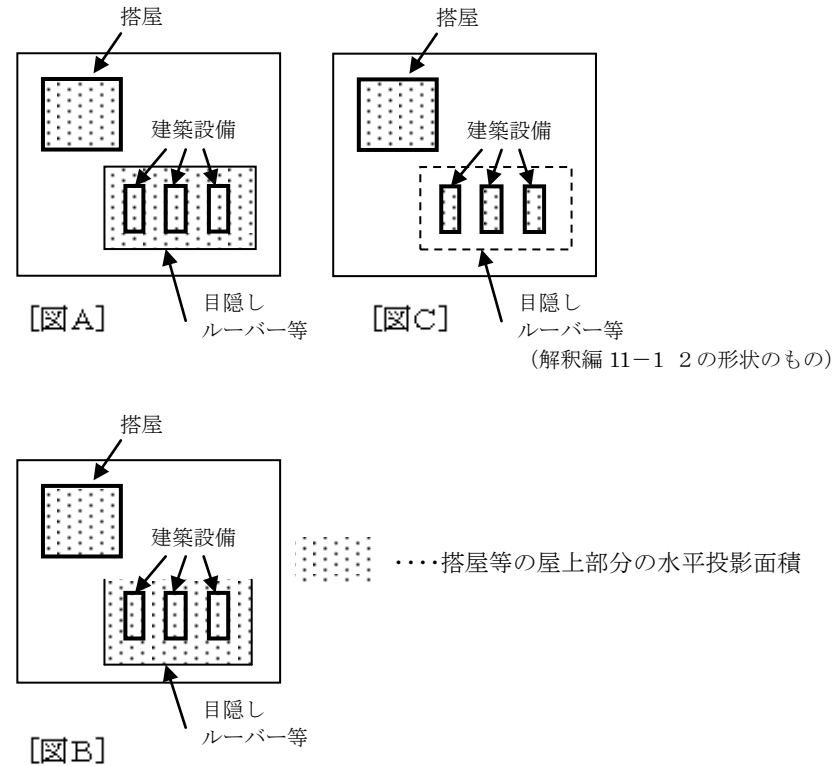 搭屋
建築設備
目隠し
ルーバー等
[図A]
搭屋
建築設備
目隠し
ルーバー等
(解釈編 11-1 2の形状のもの)
[図C]
搭屋
建築設備
目隠し
ルーバー等
[図B]
····搭屋等の屋上部分の水平投影面積